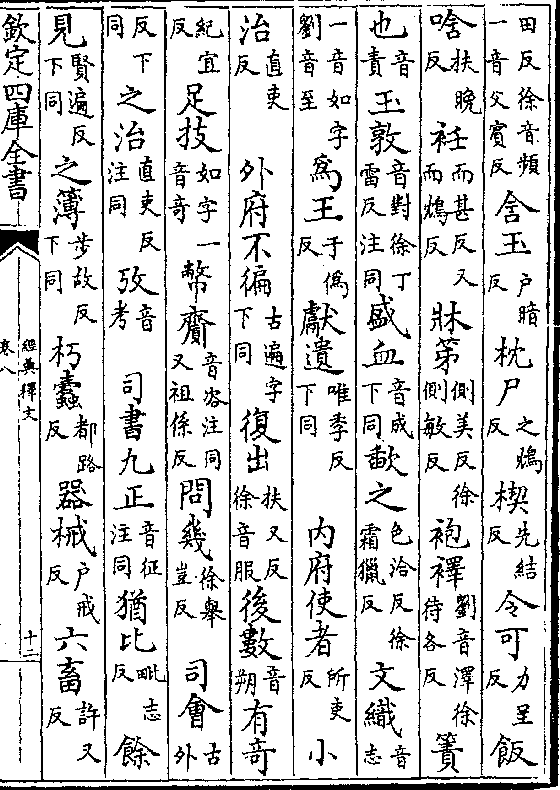 田反徐音頻一音父賓反含玉户暗反枕尸之鴆反楔先結反令可力呈反飯
唅扶晚反衽而甚反又而鴆反牀笫側美反徐側敏反袍襗劉音澤徐待各反簀
也音責玉敦音對徐丁雷反注同盛血音成下同歃之色洽反徐霜獵反文織音志
一音如字劉音至為王于偽反獻遺唯季反下同 内府使者所吏反小
治直吏反 外府不徧古遍字下同復出扶又反徐音服後數音朔有竒
紀宜反足技如字音竒一幣齎音咨注同又祖係反問幾徐舉豈反 司會古外
反下同之治直吏反注同攷音考 司書九正音征注同猶比毗志反餘
見賢遍反下同之簿步故反下同朽蠹都路反器械户戒反六畜許又反
欽定四庫全書
經典釋文
卷八
十二